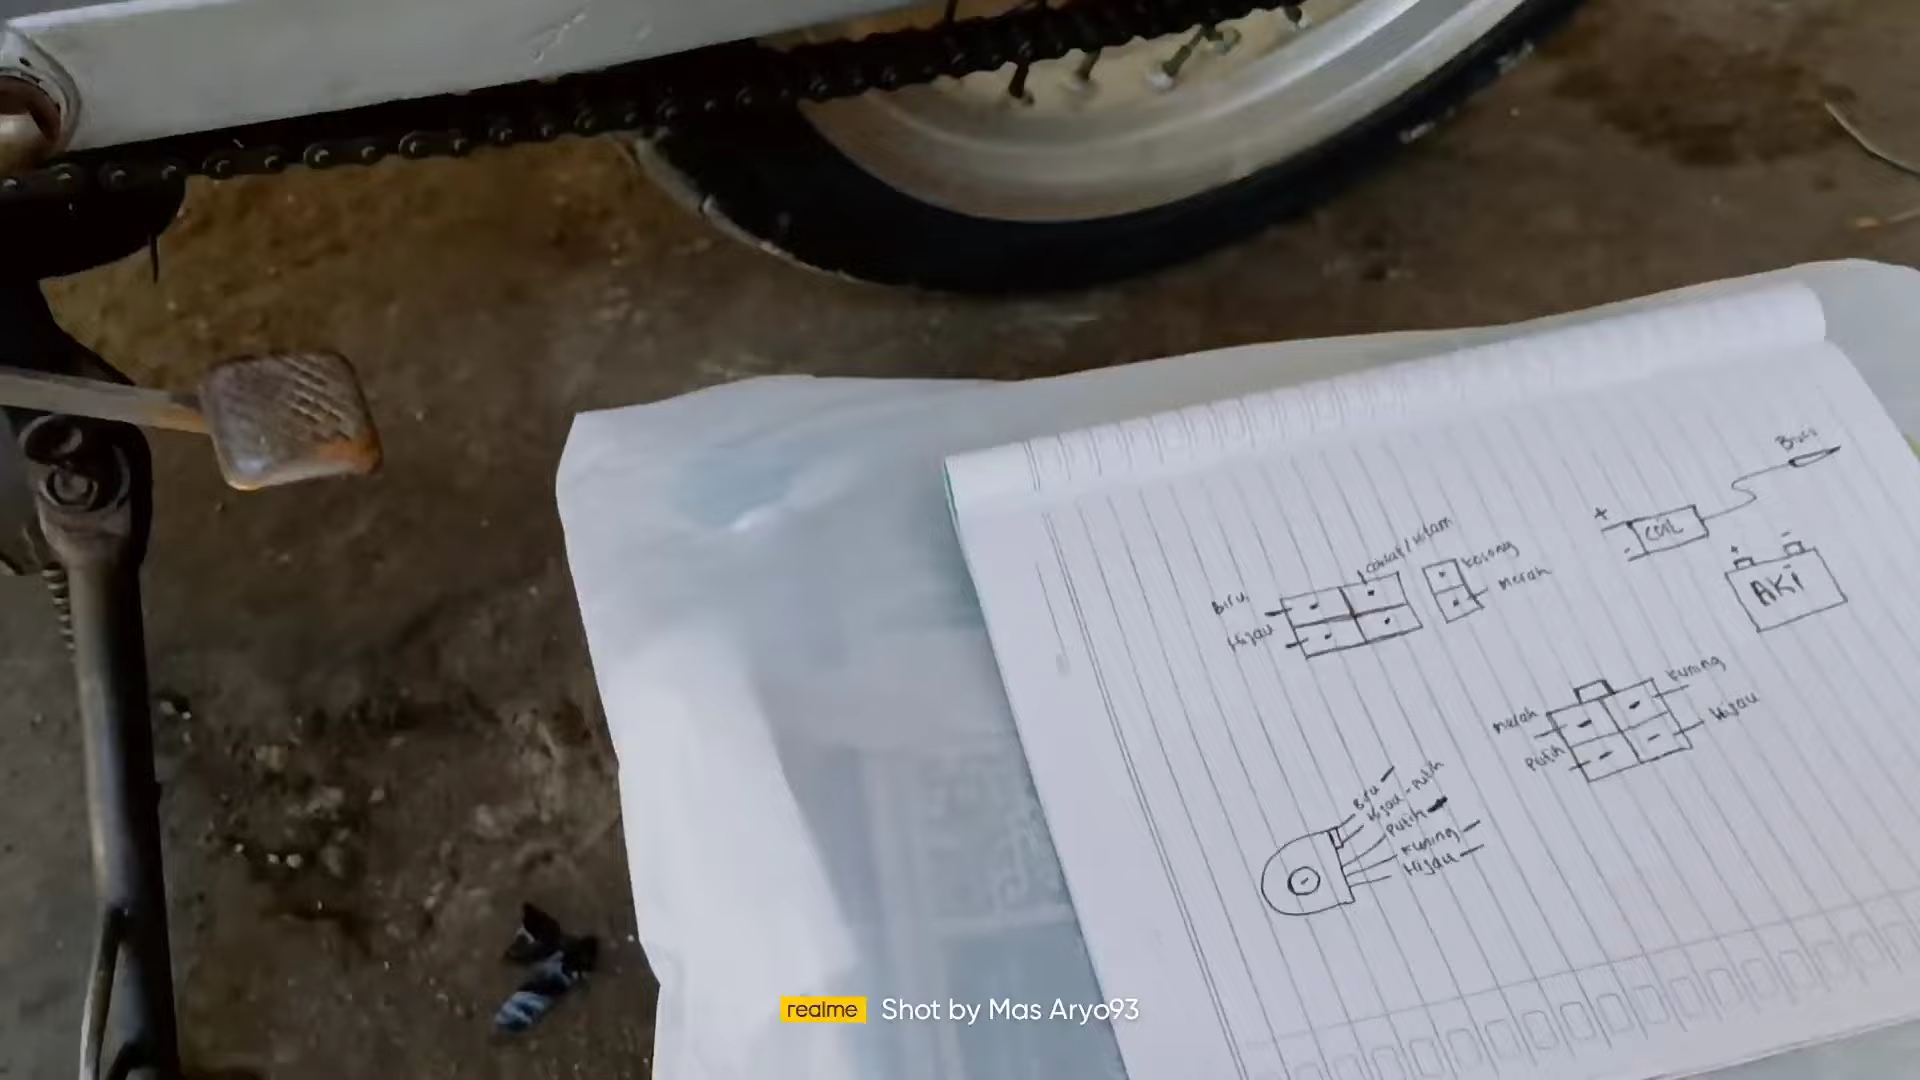 Busi
+
COIL
-
Coklat/Hitam
Kosong
Merah
Biru
Hijau
+ -
AKI
Kuning
Merah
Hijau
Putih
Biru
Hijau-Putih
Putih
Kuning
Hijau
realme Shot by Mas Aryo93